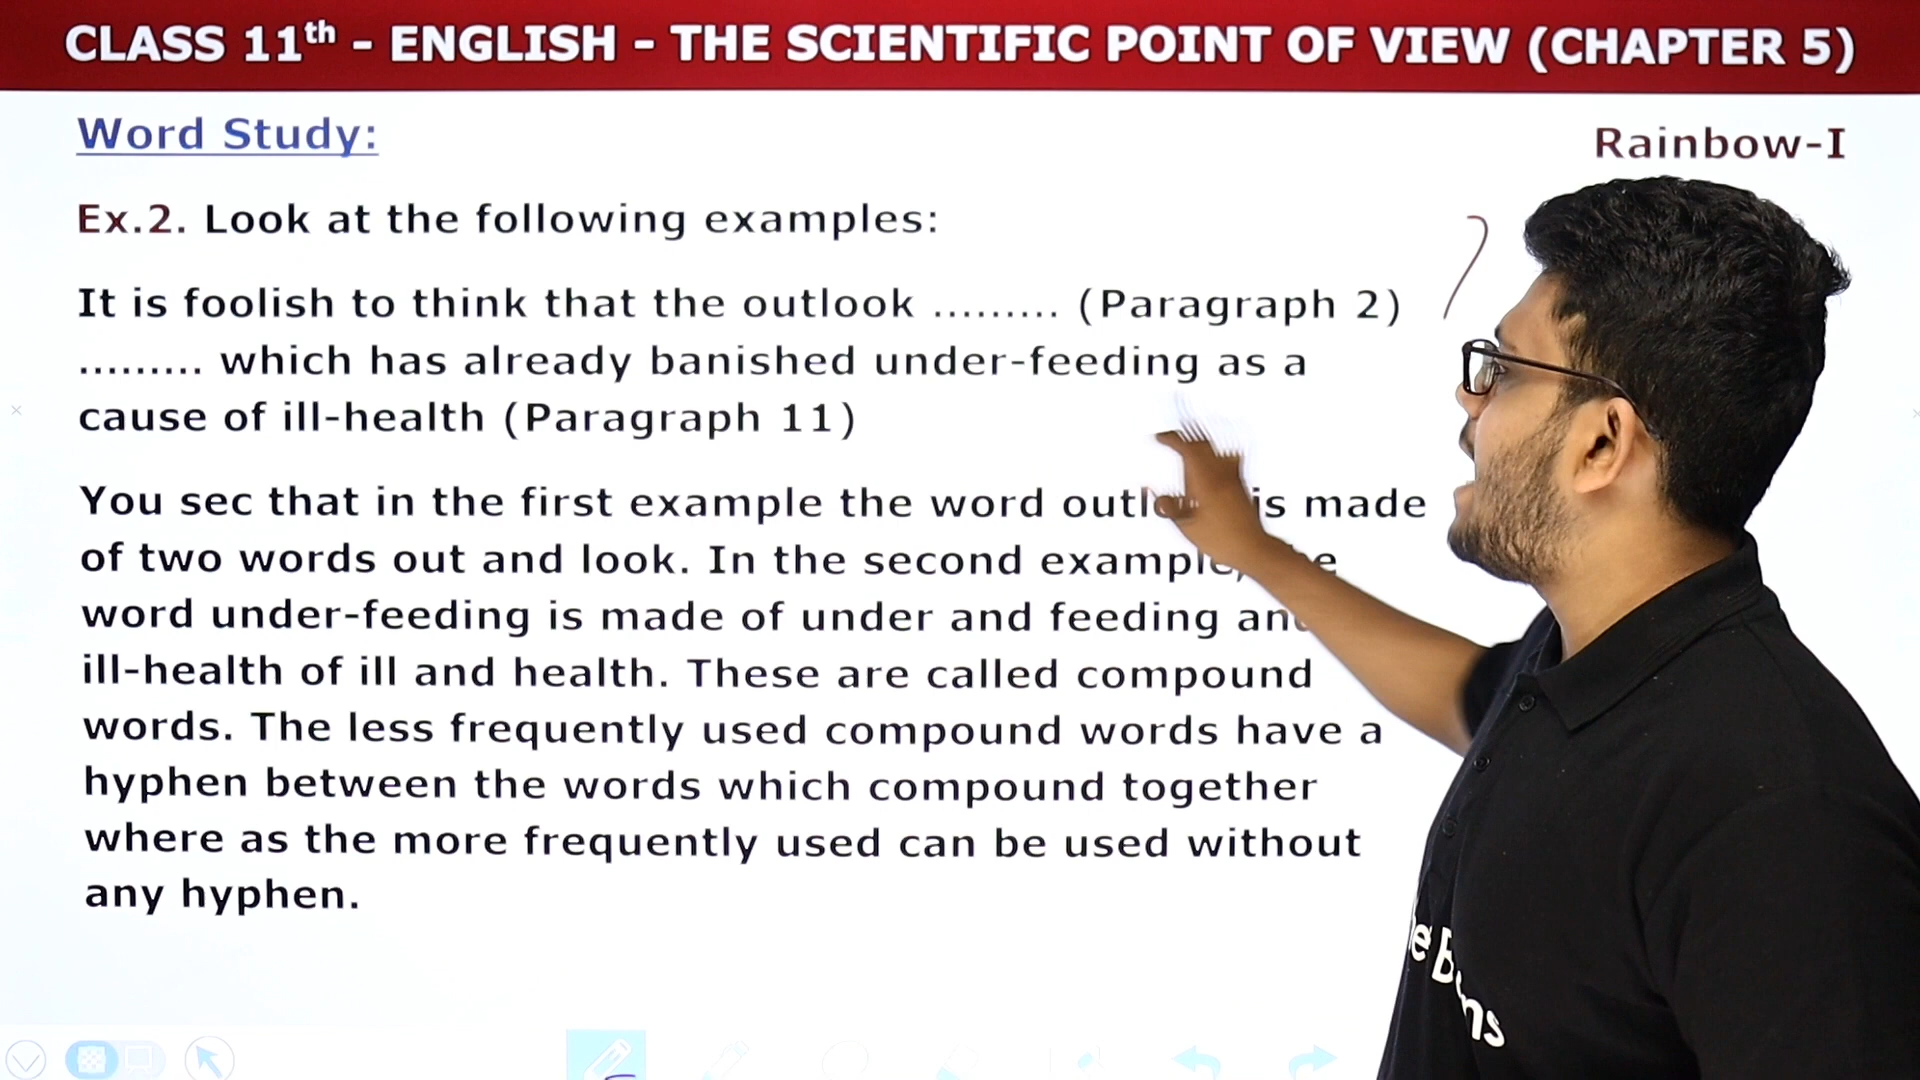 CLASS 11th - ENGLISH - THE SCIENTIFIC POINT OF VIEW (CHAPTER 5)
Word Study:
Rainbow-I
Ex.2. Look at the following examples:
It is foolish to think that the outlook ......... (Paragraph 2)
......... which has already banished under-feeding as a
cause of ill-health (Paragraph 11)
You sec that in the first example the word is made
of two words out and look. In the second example,
word under-feeding is made of under and feeding
ill-health of ill and health. These are called compound
words. The less frequently used compound words have a
hyphen between the words which compound together
where as the more frequently used can be used without
any hyphen.